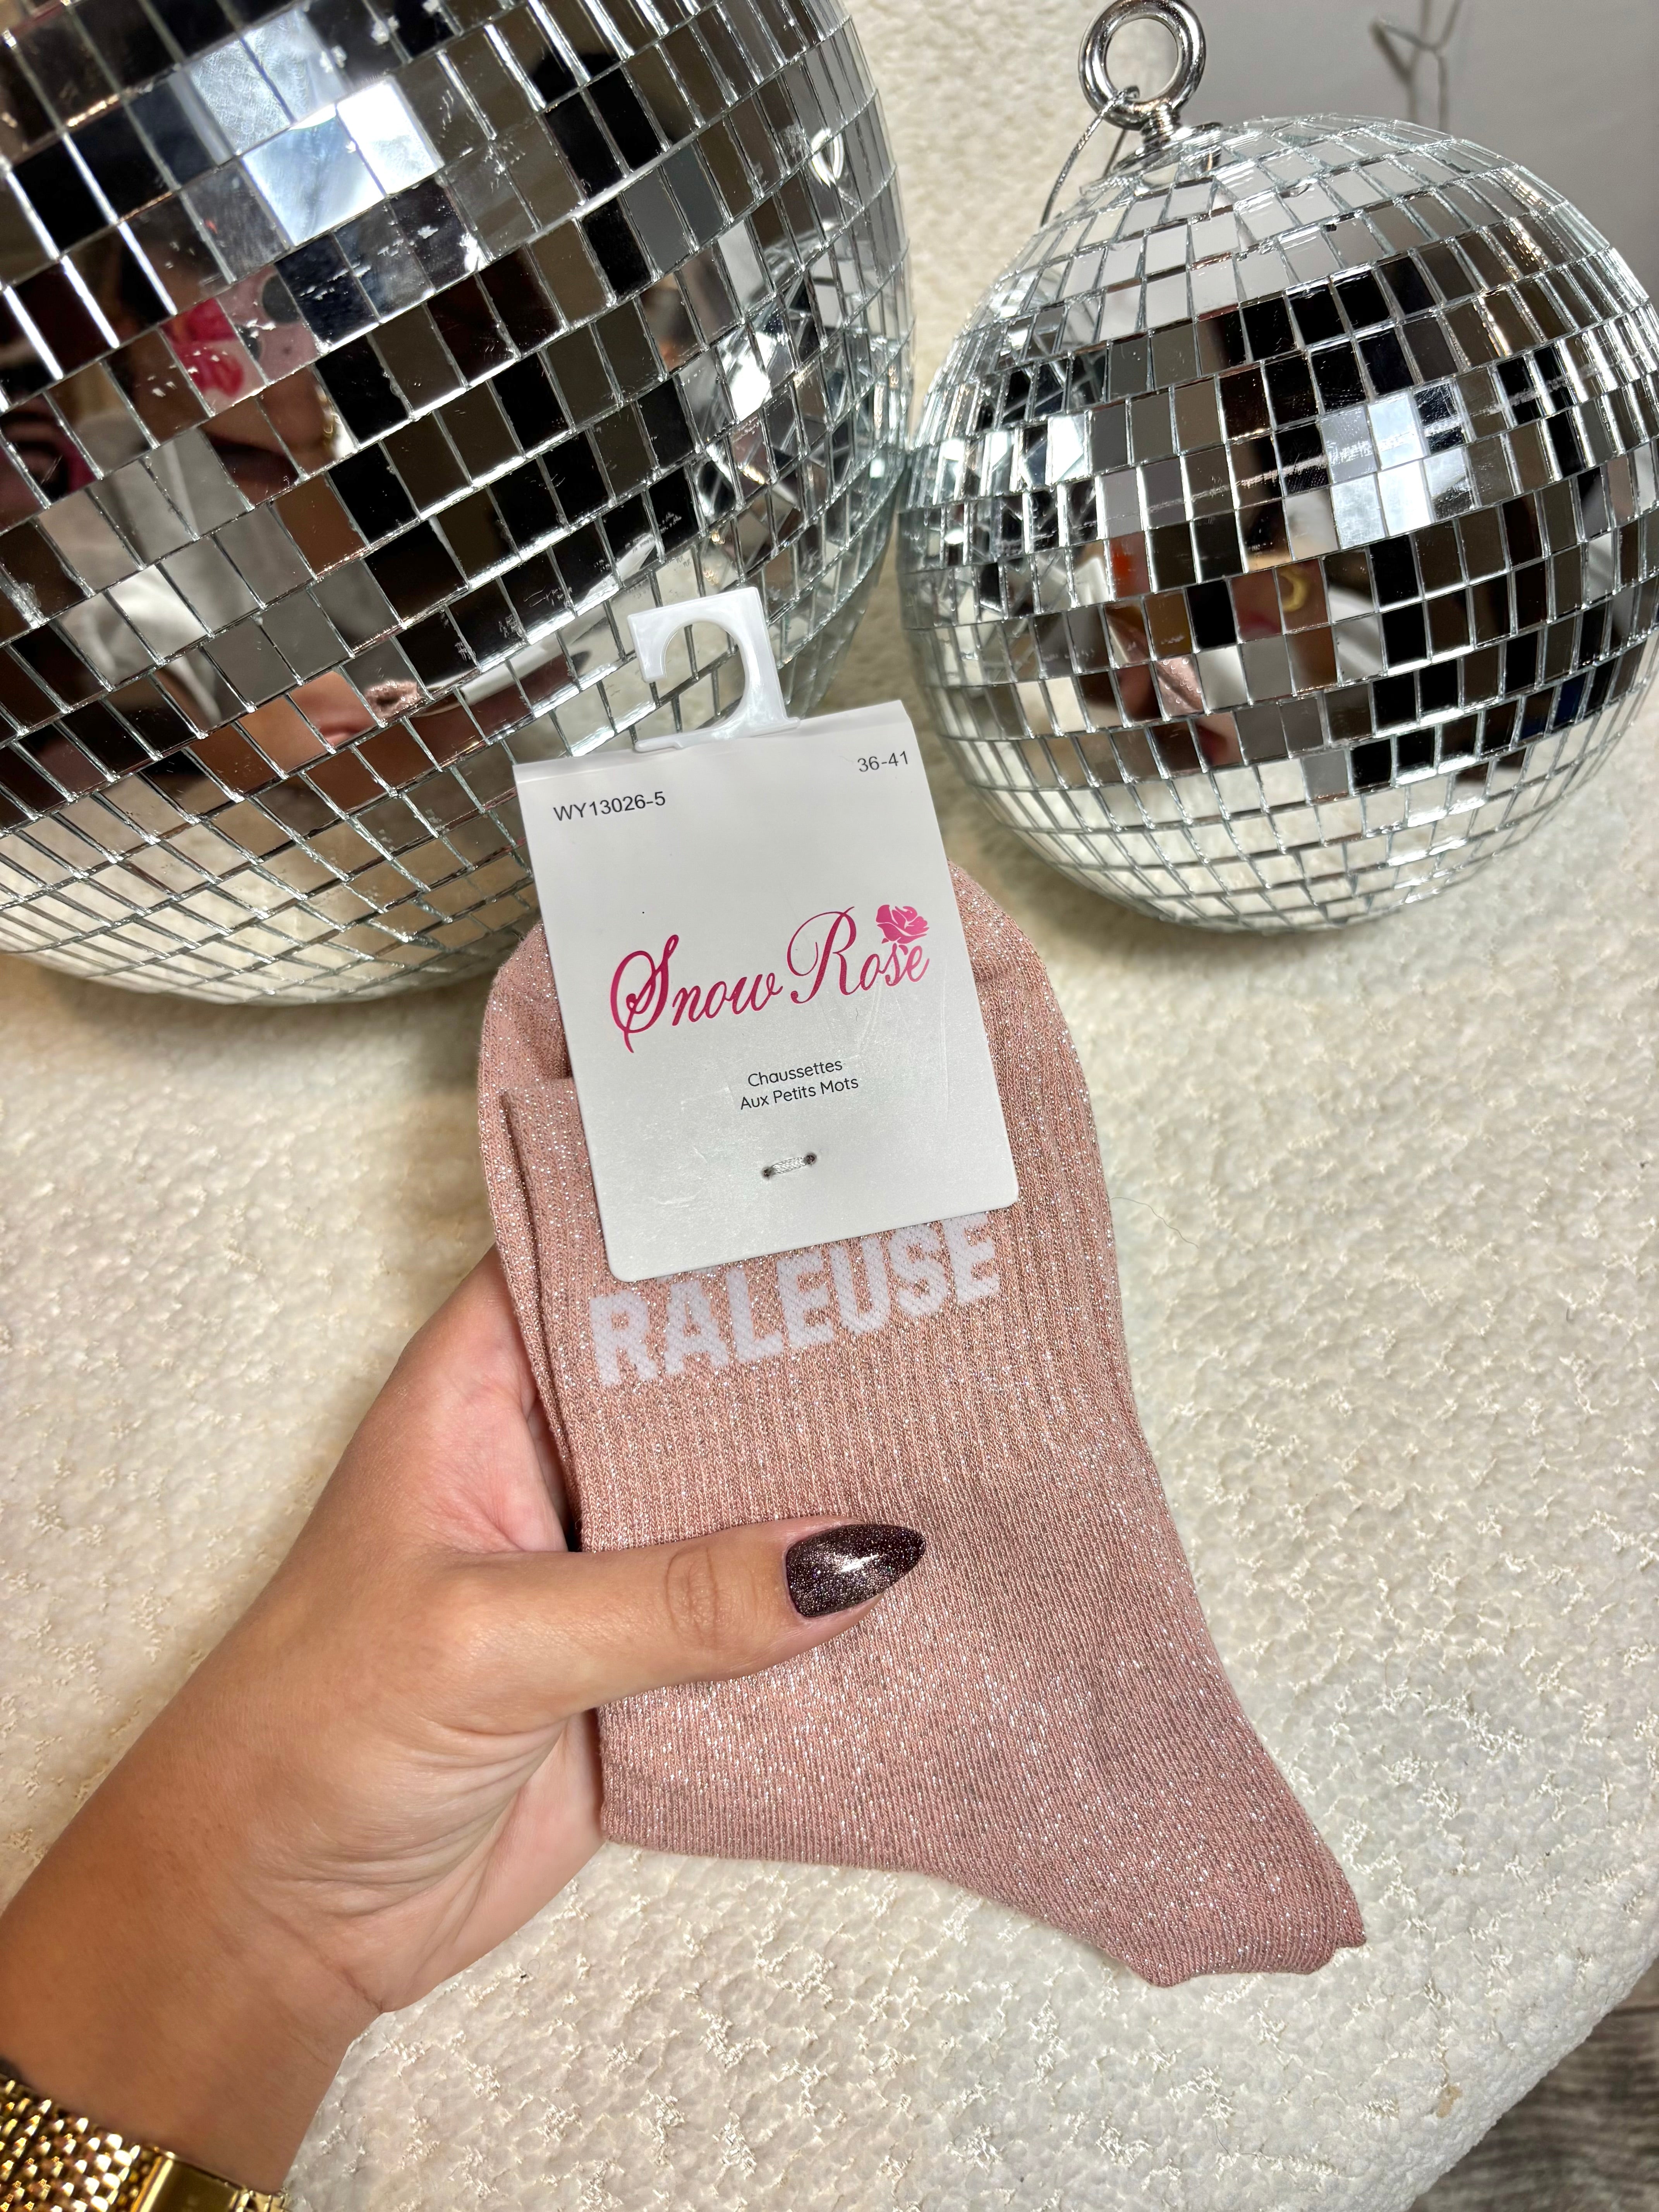 WY13026-5
36-41
Snow Rose
Chaussettes
Aux Petits Mots
RALEUSE